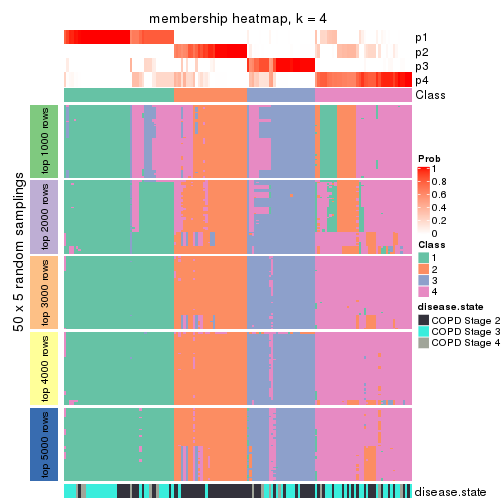 membership heatmap, k = 4
p1
p2
p3
p4
Class
50 x 5 random samplings
top 1000 rows
top 2000 rows
top 3000 rows
top 4000 rows
top 5000 rows
Prob
1
0.8
0.6
0.4
0.2
0
Class
1
2
3
4
disease.state
COPD Stage 2
COPD Stage 3
COPD Stage 4
disease.state